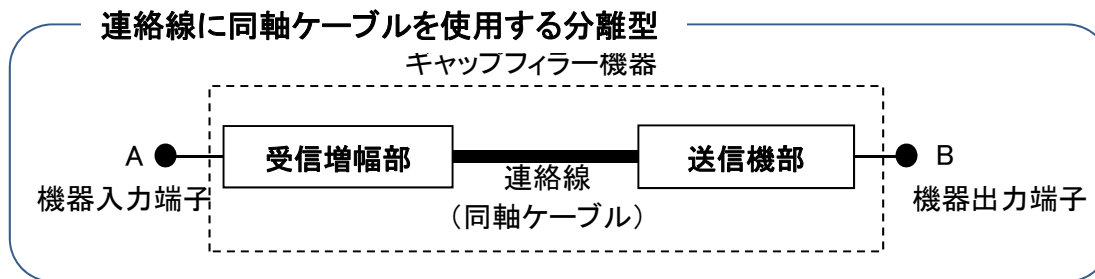 連絡線に同軸ケーブルを使用する分離型
キャップフィラー機器
A 受信増幅部 送信機部 B
連絡線
機器入力端子 機器出力端子
（同軸ケーブル）